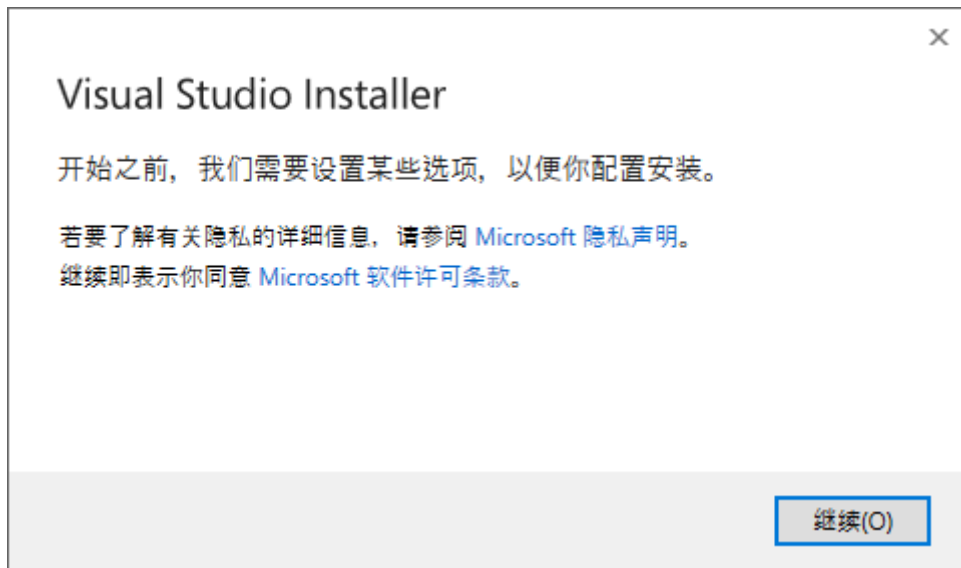 Visual Studio Installer
开始之前，我们需要设置某些选项，以便你配置安装。
若要了解有关隐私的详细信息，请参阅 Microsoft 隐私声明。
继续即表示你同意 Microsoft 软件许可条款。
继续(O)